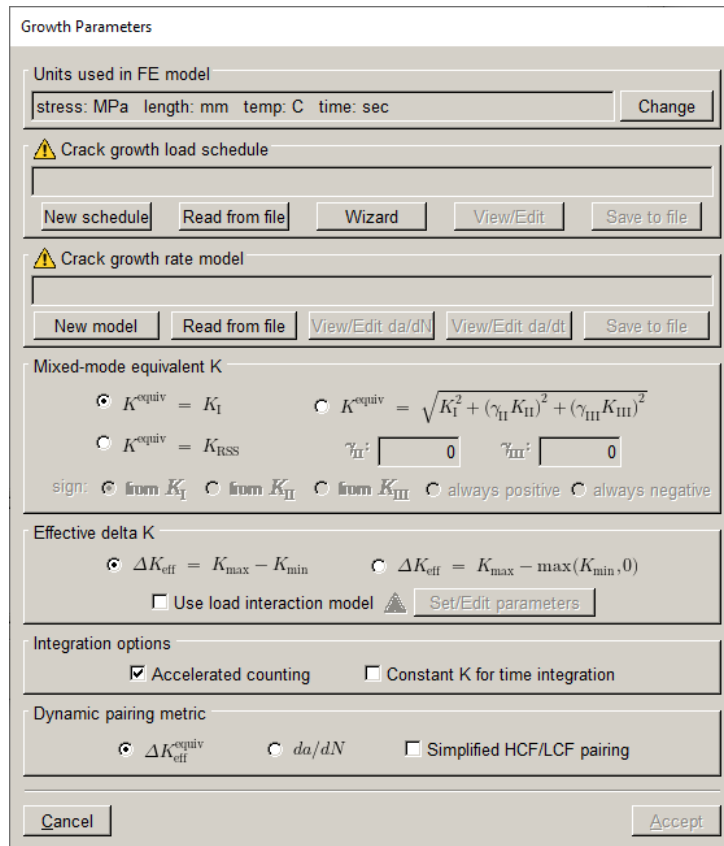 Growth Parameters
Units used in FE model
stress: MPa length: mm temp: C time: sec Change
Crack growth load schedule
New schedule Read from file Wizard View/Edit Save to file
Crack growth rate model
New model Read from file View/Edit da/dN View/Edit da/dt Save to file
Mixed-mode equivalent K
K^equiv = K_I K^equiv = √(K_I^2 + (γ_II K_II)^2 + (γ_III K_III)^2)
K^equiv = K_RSS γ_II: 0 γ_III: 0
sign: from K_I from K_II from K_III always positive always negative
Effective delta K
ΔK_eff = K_max − K_min ΔK_eff = K_max − max(K_min,0)
Use load interaction model Set/Edit parameters
Integration options
Accelerated counting Constant K for time integration
Dynamic pairing metric
ΔK_eff^equiv da/dN Simplified HCF/LCF pairing
Cancel Accept